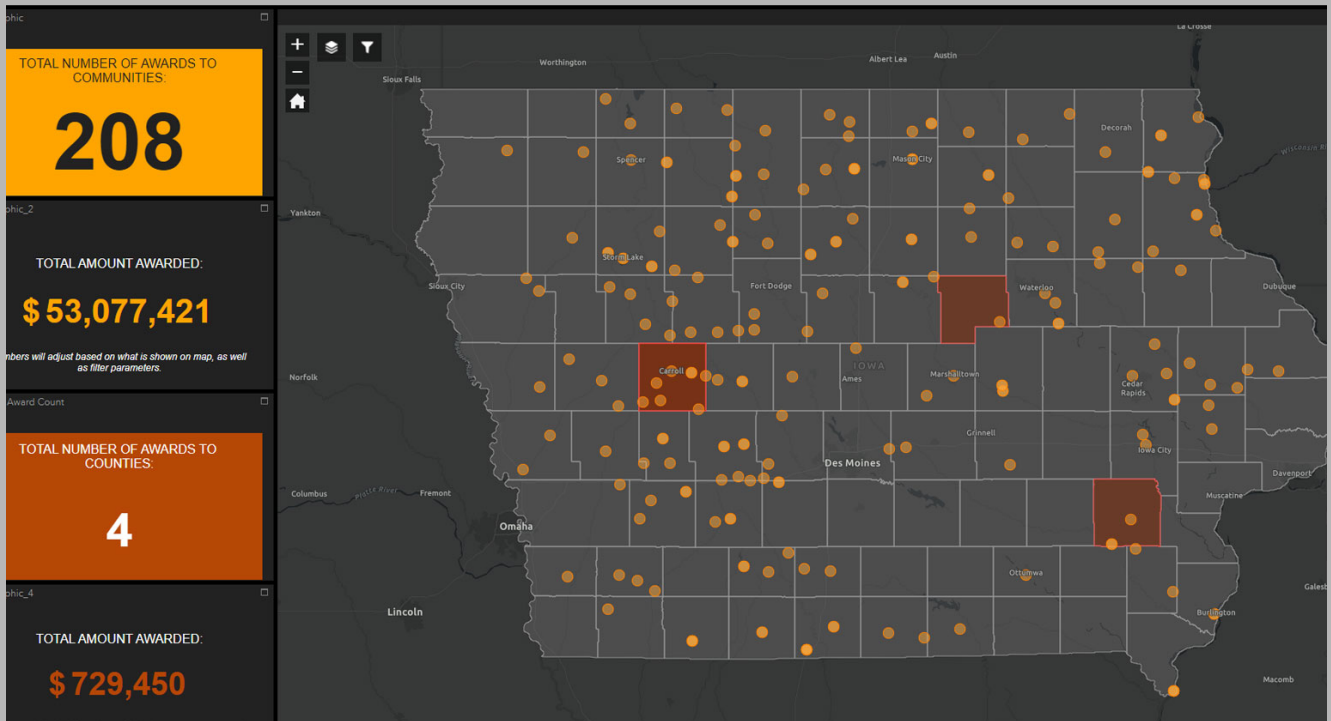 phic
TOTAL NUMBER OF AWARDS TO
COMMUNITIES:
208
phic_2
TOTAL AMOUNT AWARDED:
$ 53,077,421
mbers will adjust based on what is shown on map, as well
as filter parameters.
Award Count
TOTAL NUMBER OF AWARDS TO
COUNTIES:
4
phic_4
TOTAL AMOUNT AWARDED:
$ 729,450
La Crosse
Worthington
Albert Lea
Austin
Sioux Falls
Decorah
Spencer
Mason City
Yankton
Storm Lake
Sioux City
Fort Dodge
Waterloo
Dubuque
Norfolk
Carroll
IOWA
Ames
Marshalltown
Cedar
Rapids
Grinnell
Iowa City
Des Moines
Davenport
Columbus
Platte River
Fremont
Muscatine
Omaha
Ottumwa
Galesb
Lincoln
Burlington
Macomb